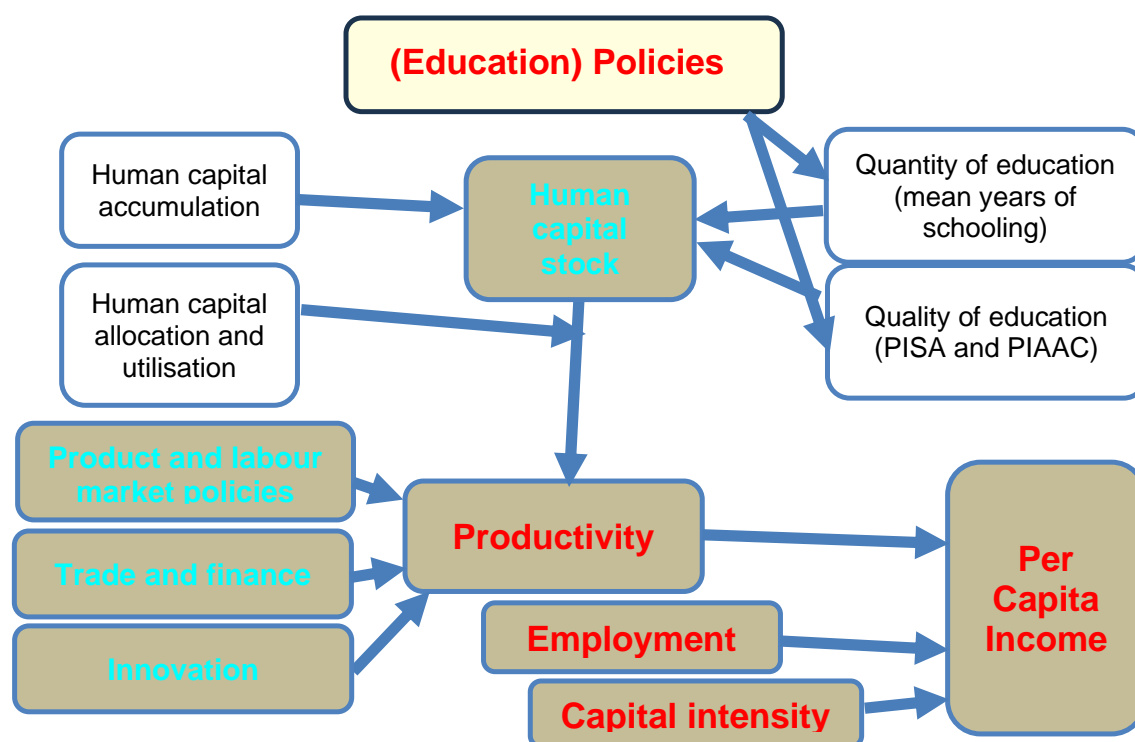 (Education) Policies
Human capital
accumulation
Human
capital
stock
Quantity of education
(mean years of
schooling)
Human capital
allocation and
utilisation
Quality of education
(PISA and PIAAC)
Product and labour
market policies
Trade and finance
Innovation
Productivity
Employment
Capital intensity
Per
Capita
Income